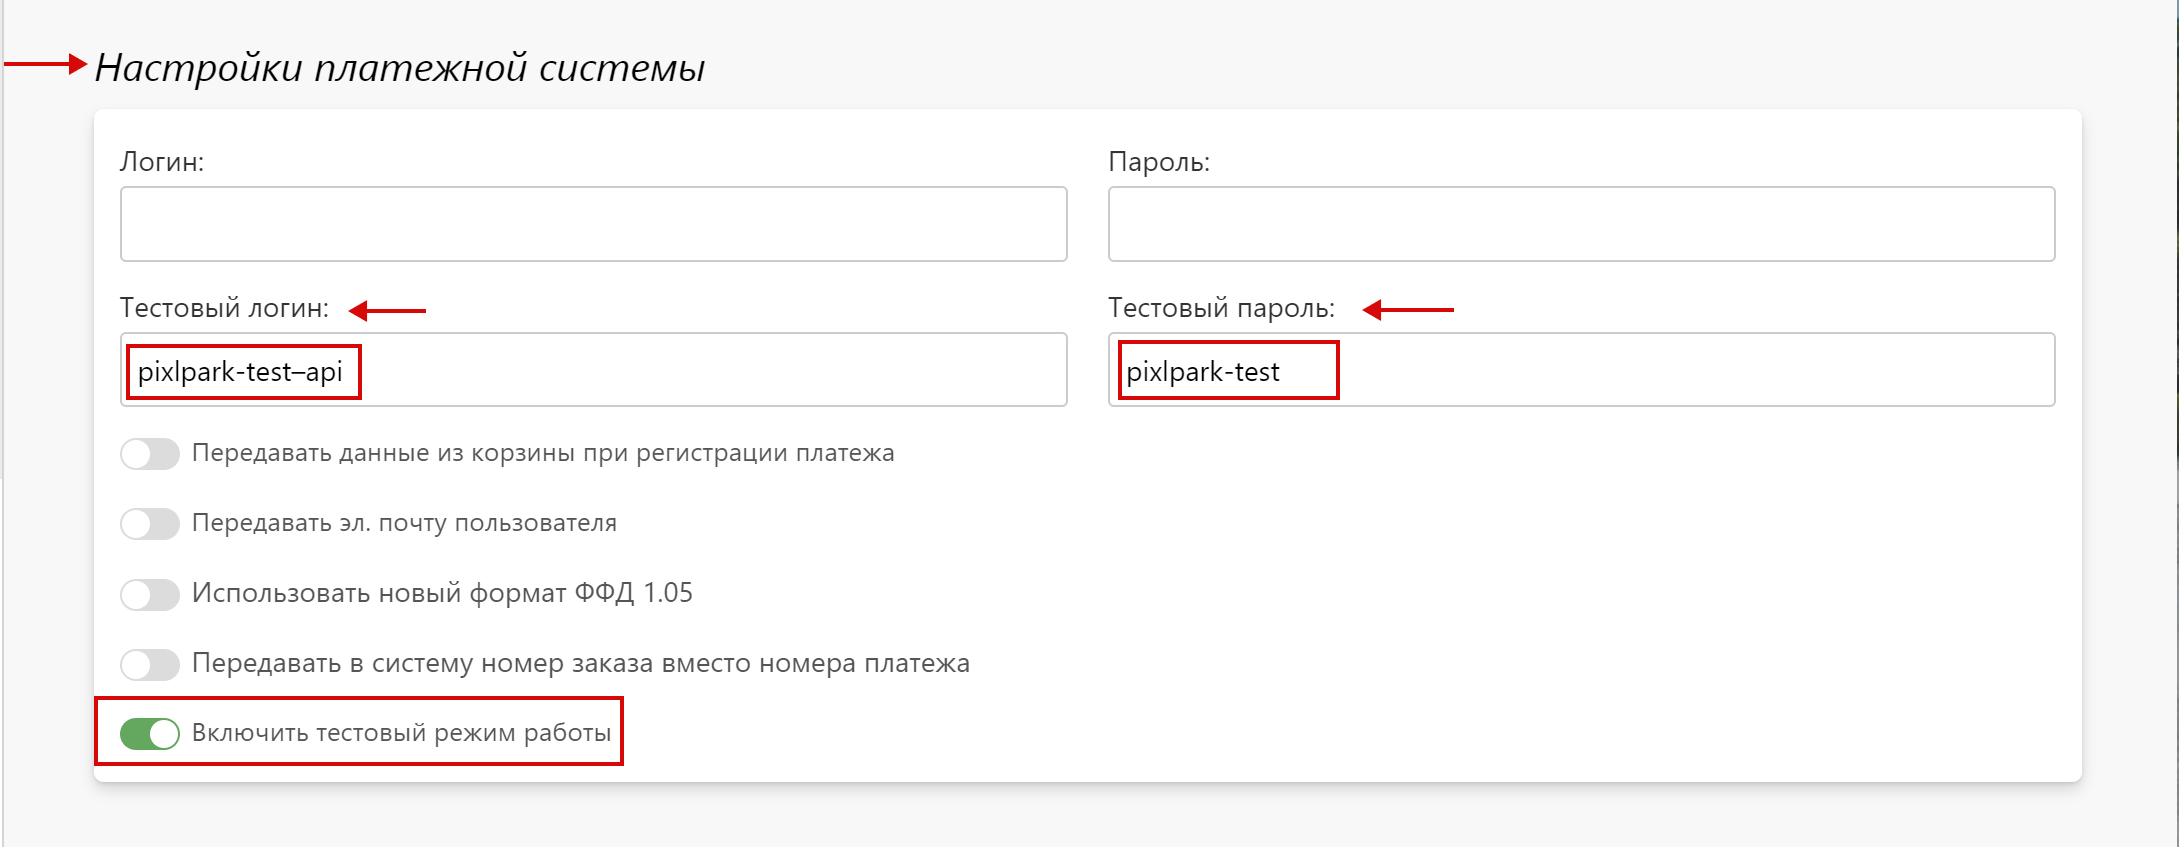 Настройки платежной системы
Логин:
Пароль:
Тестовый логин:
Тестовый пароль:
pixlpark-test–api
pixlpark-test
Передавать данные из корзины при регистрации платежа
Передавать эл. почту пользователя
Использовать новый формат ФФД 1.05
Передавать в систему номер заказа вместо номера платежа
Включить тестовый режим работы